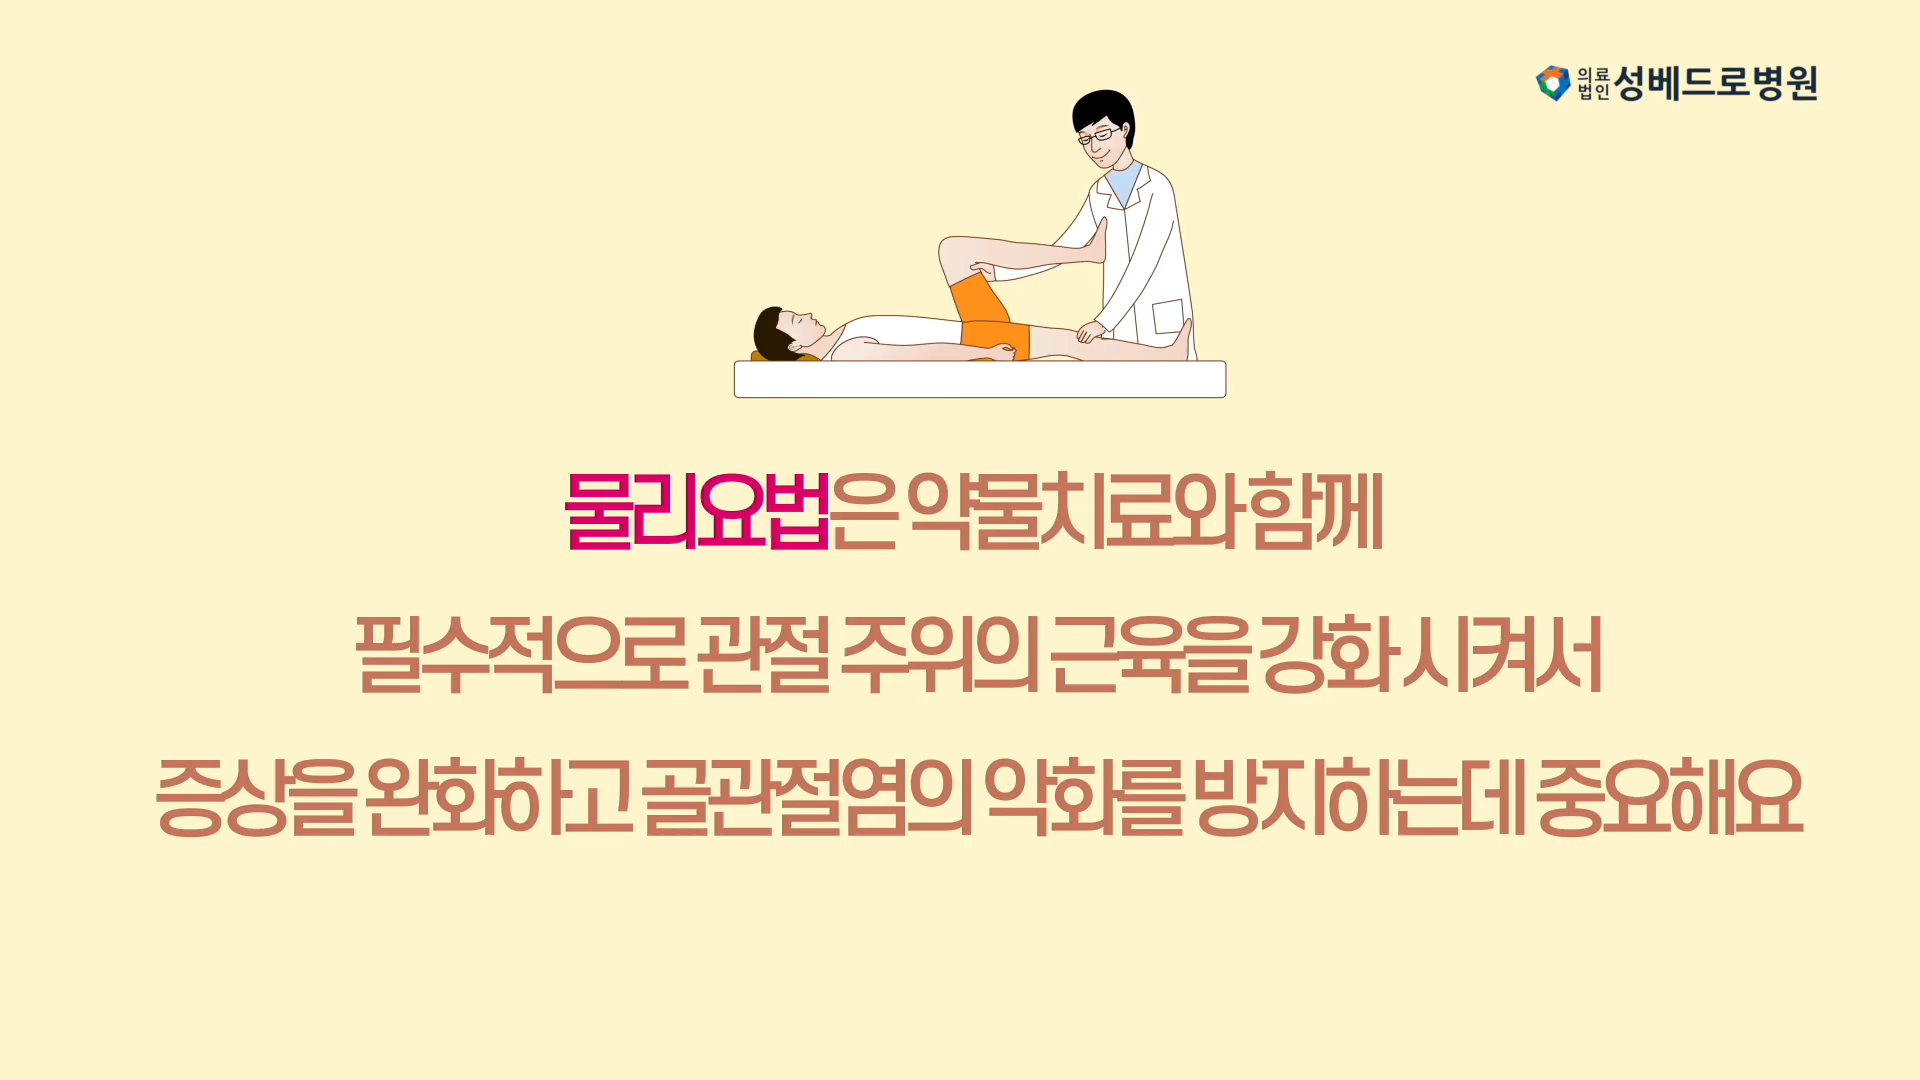 의료
법인
성베드로병원
물리요법은 약물치료와 함께
필수적으로 관절 주위의 근육을 강화 시켜서
증상을 완화하고 골관절염의 악화를 방지하는데 중요해요